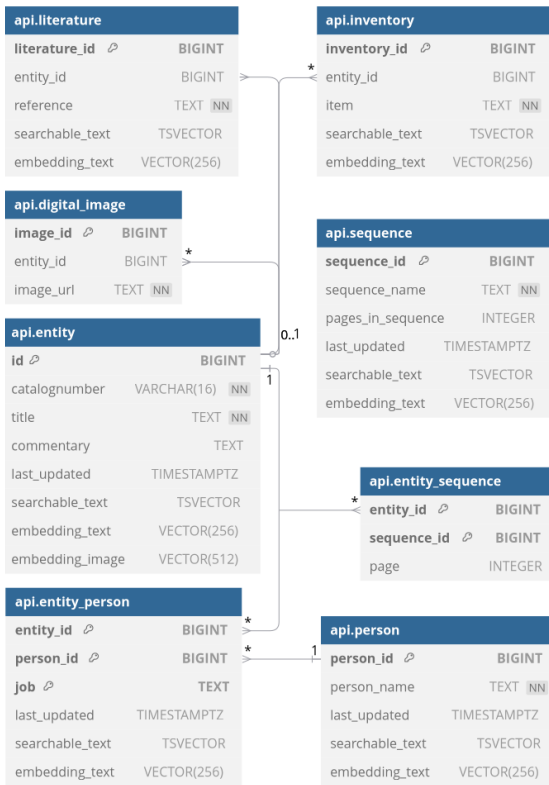 api.literature
literature_id BIGINT
entity_id BIGINT
reference TEXT NN
searchable_text TSVECTOR
embedding_text VECTOR(256)
api.inventory
inventory_id BIGINT
* entity_id BIGINT
item TEXT NN
searchable_text TSVECTOR
embedding_text VECTOR(256)
api.digital_image
image_id BIGINT
entity_id BIGINT *
image_url TEXT NN
api.sequence
sequence_id BIGINT
sequence_name TEXT NN
pages_in_sequence INTEGER
last_updated TIMESTAMPTZ
searchable_text TSVECTOR
embedding_text VECTOR(256)
api.entity
0..1
id BIGINT
1
catalognumber VARCHAR(16) NN
title TEXT NN
commentary TEXT
last_updated TIMESTAMPTZ
searchable_text TSVECTOR
embedding_text VECTOR(256)
embedding_image VECTOR(512)
api.entity_sequence
* entity_id BIGINT
sequence_id BIGINT
page INTEGER
api.entity_person
entity_id BIGINT *
person_id BIGINT *
job TEXT
last_updated TIMESTAMPTZ
searchable_text TSVECTOR
embedding_text VECTOR(256)
api.person
1 person_id BIGINT
person_name TEXT NN
last_updated TIMESTAMPTZ
searchable_text TSVECTOR
embedding_text VECTOR(256)